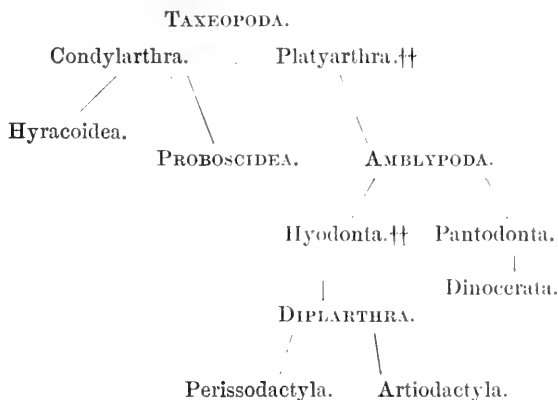 TAXEOPODA.
Condylarthra. Platyarthra.††
Hyracoidea.
PROBOSCIDEA. AMBLYPODA.
Hyodonta.†† Pantodonta.
Dinocerata.
DIPLARTHRA.
Perissodactyla. Artiodactyla.